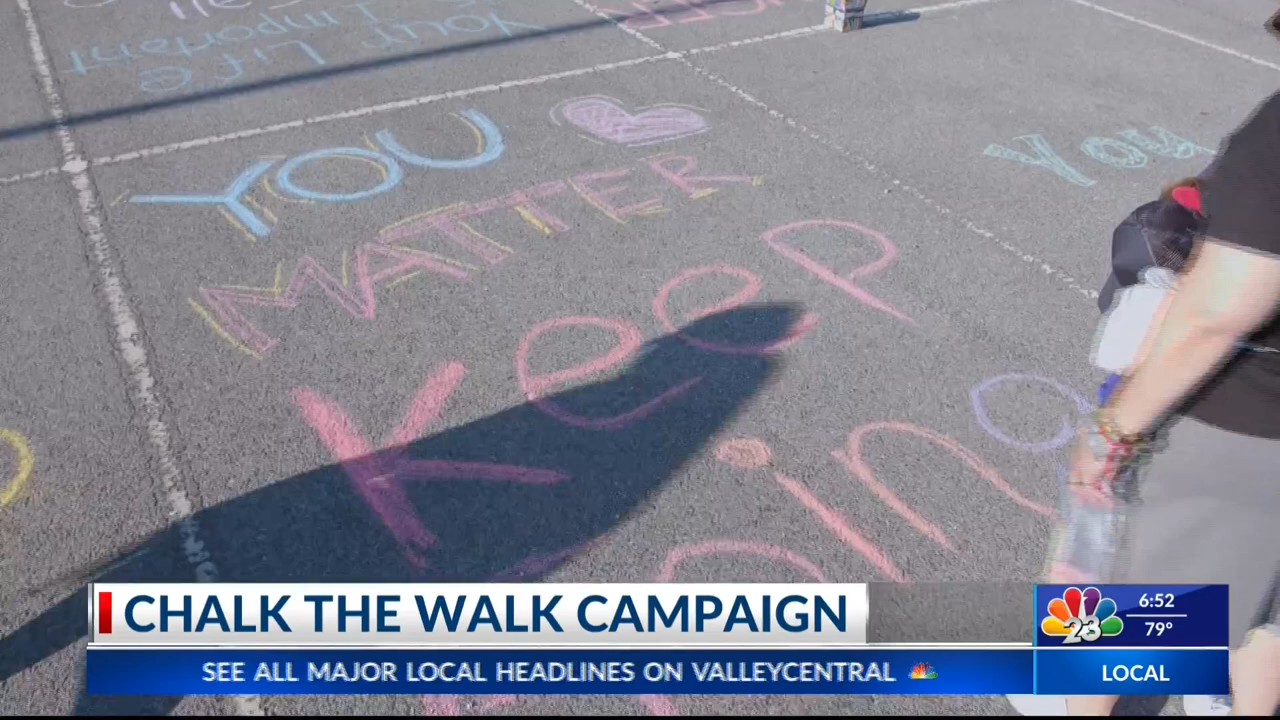 Your Life
Important
YOU
MATTER
You
Keep
CHALK THE WALK CAMPAIGN
SEE ALL MAJOR LOCAL HEADLINES ON VALLEYCENTRAL
23
6:52
79°
LOCAL